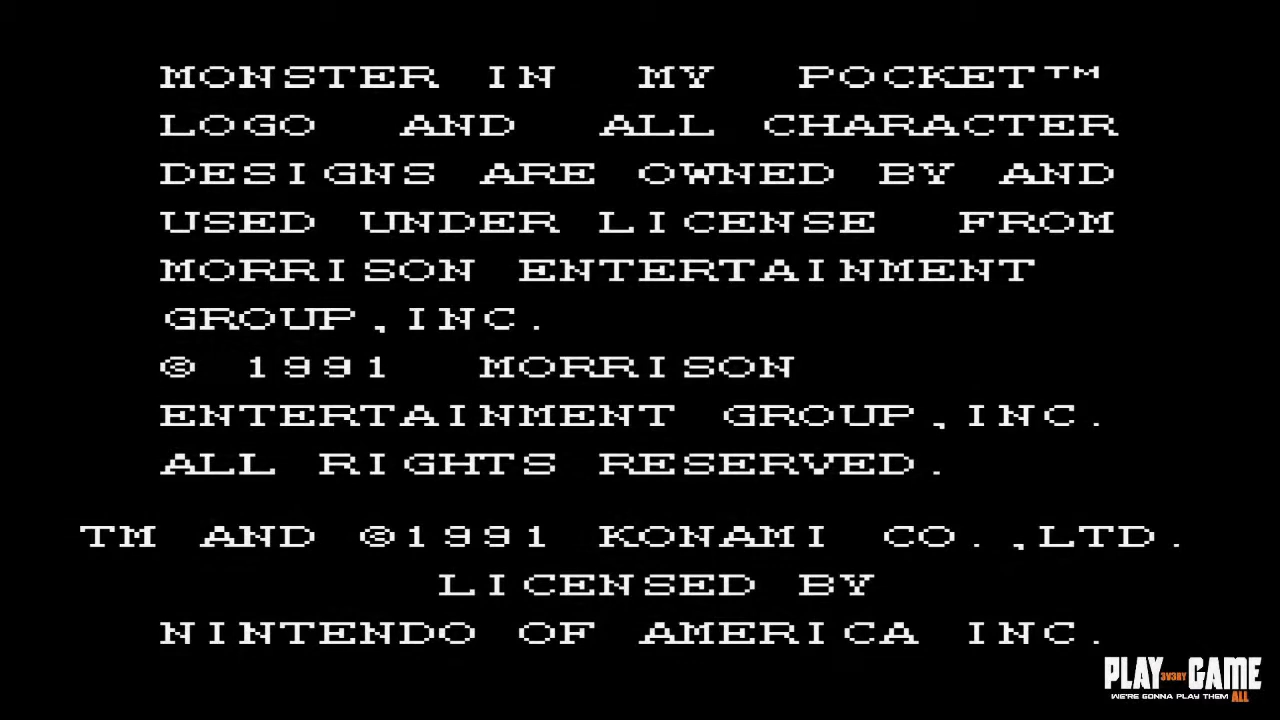 MONSTER IN MY POCKET™
LOGO AND ALL CHARACTER
DESIGNS ARE OWNED BY AND
USED UNDER LICENSE FROM
MORRISON ENTERTAINMENT
GROUP,INC.
© 1991 MORRISON
ENTERTAINMENT GROUP,INC.
ALL RIGHTS RESERVED.
TM AND ©1991 KONAMI CO.,LTD.
LICENSED BY
NINTENDO OF AMERICA INC.
PLAY 3V3RY GAME
WE'RE GONNA PLAY THEM ALL